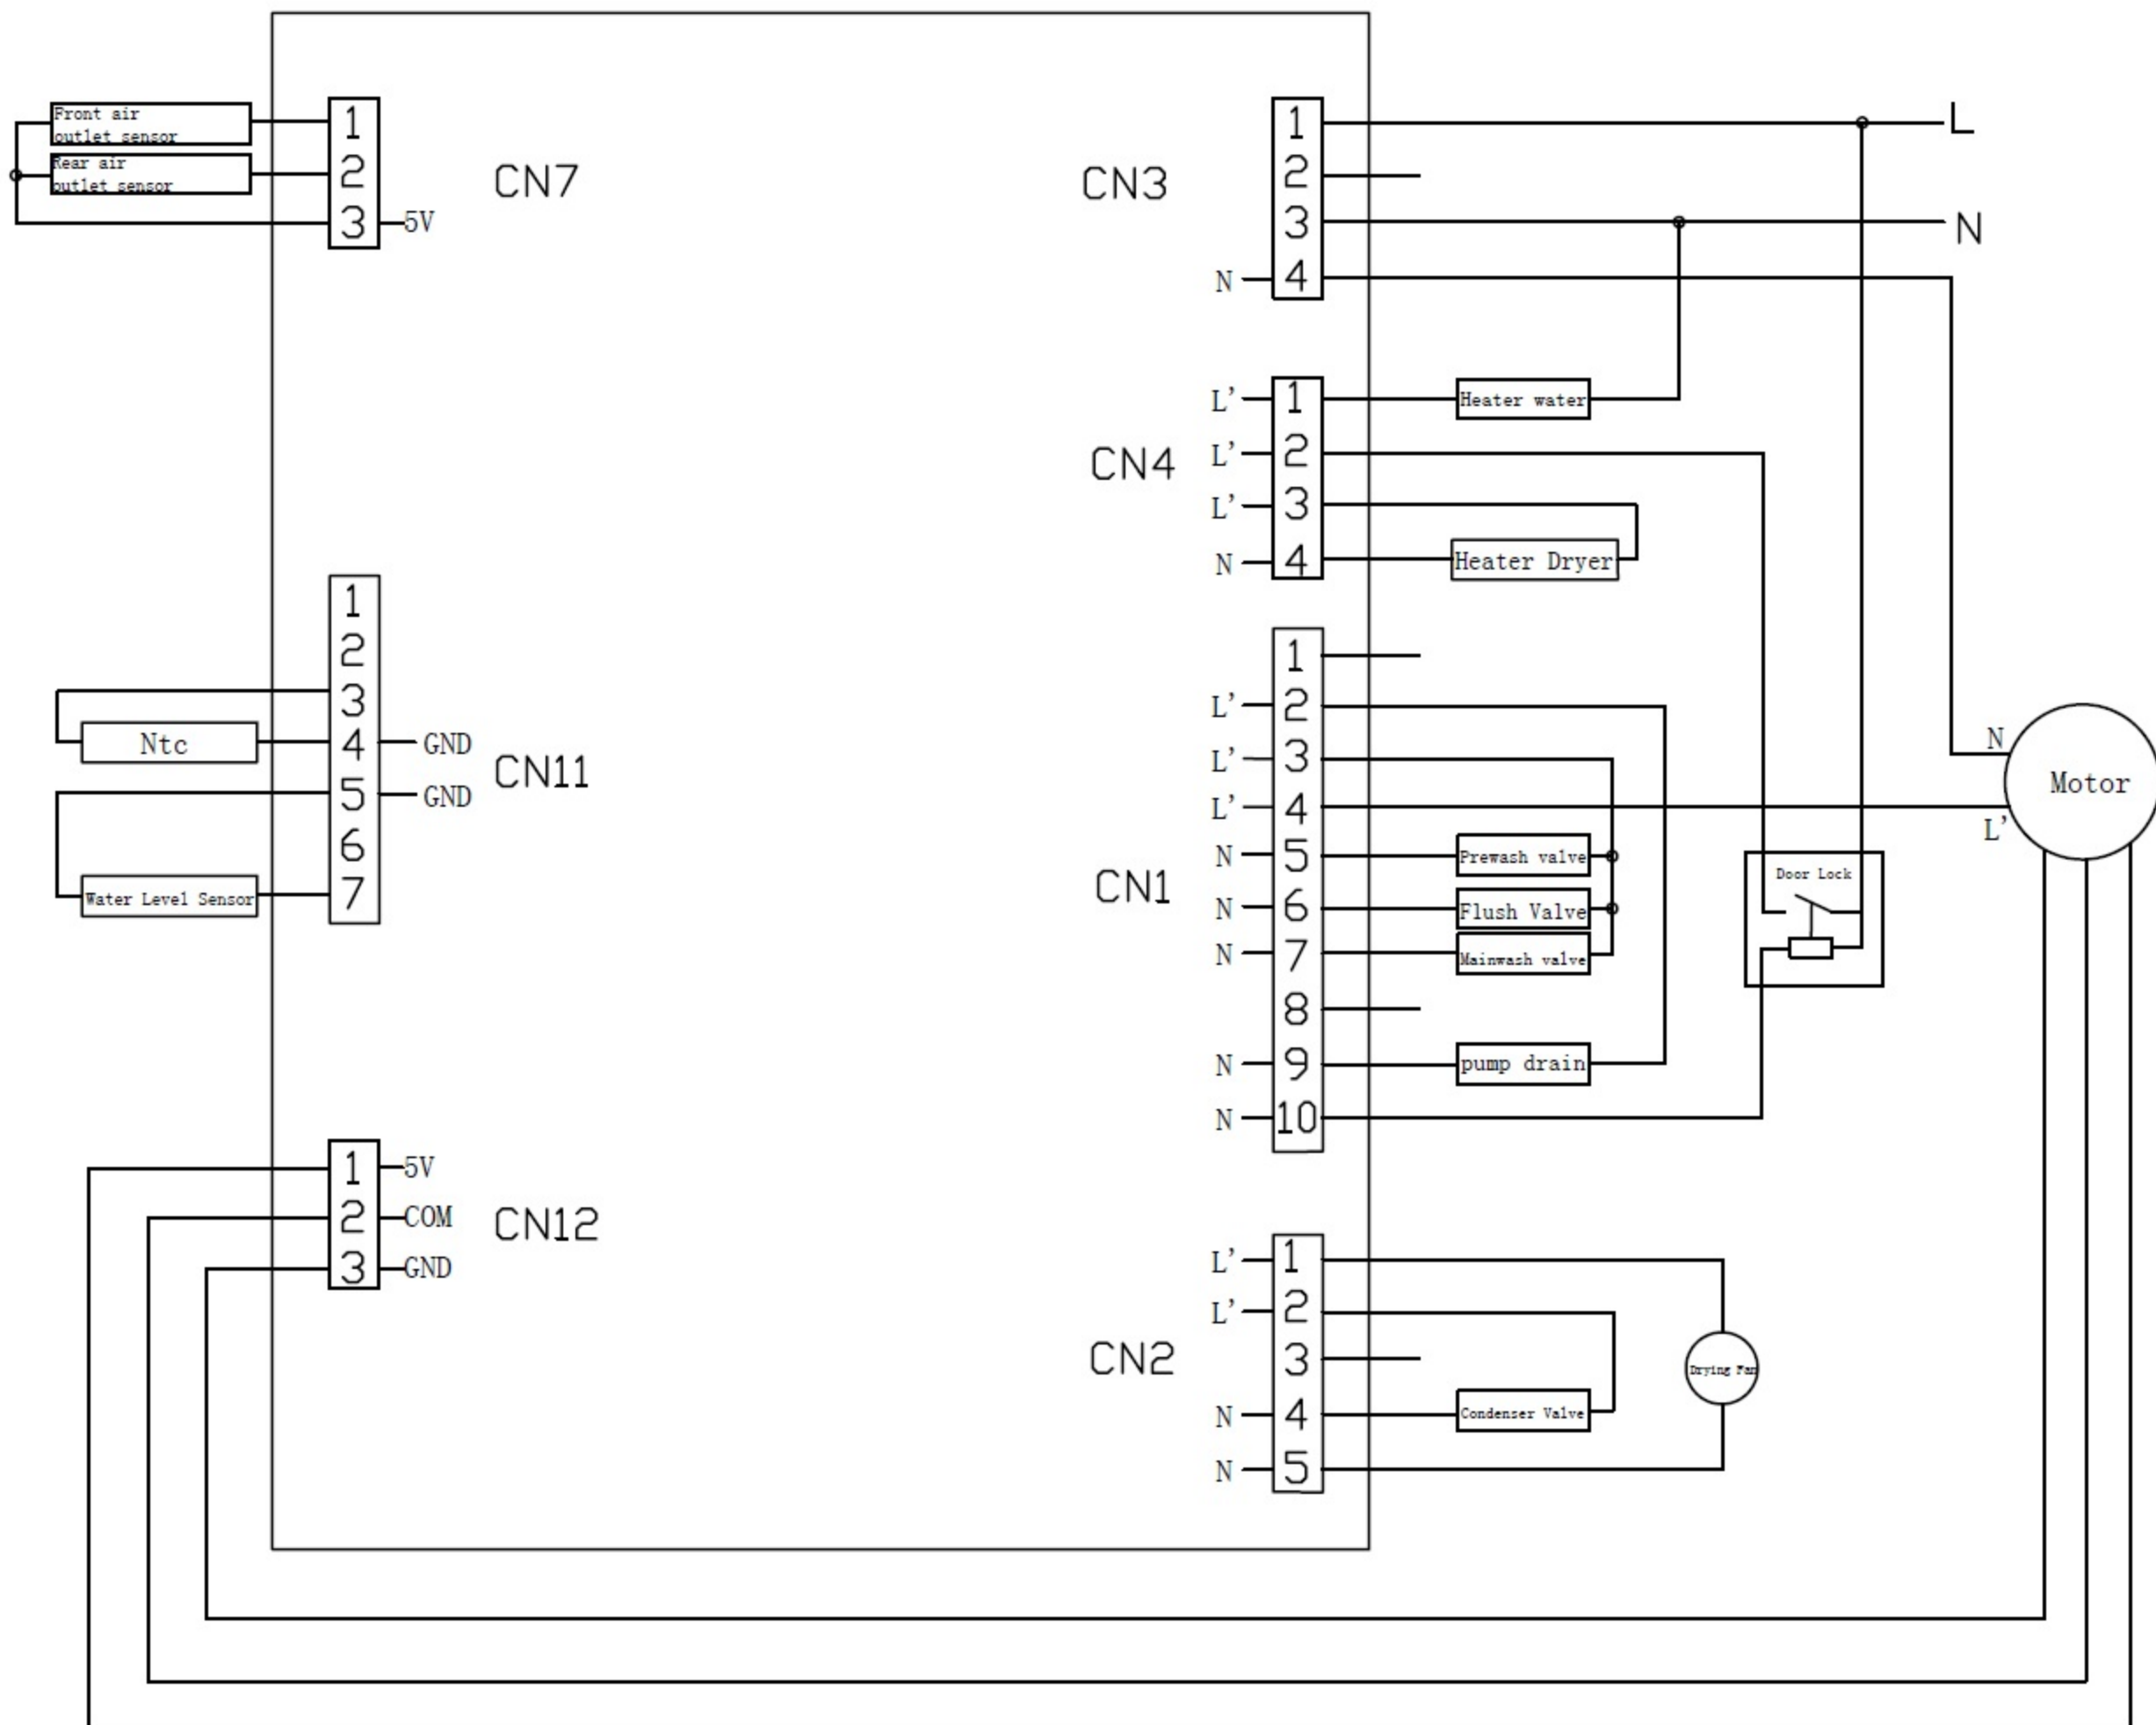 Front air
outlet sensor
Rear air
outlet sensor
1
2
3
5V
CN7
Ntc
Water Level Sensor
1
2
3
4
5
6
7
GND
GND
CN11
1
2
3
5V
COM
GND
CN12
CN3
N
1
2
3
4
L
N
CN4
L'
L'
L'
N
1
2
3
4
Heater water
Heater Dryer
CN1
L'
L'
L'
N
N
N
N
N
1
2
3
4
5
6
7
8
9
10
Prewash valve
Flush Valve
Mainwash valve
pump drain
Door Lock
N
Motor
L'
CN2
L'
L'
N
N
1
2
3
4
5
Condenser Valve
Drying Fan